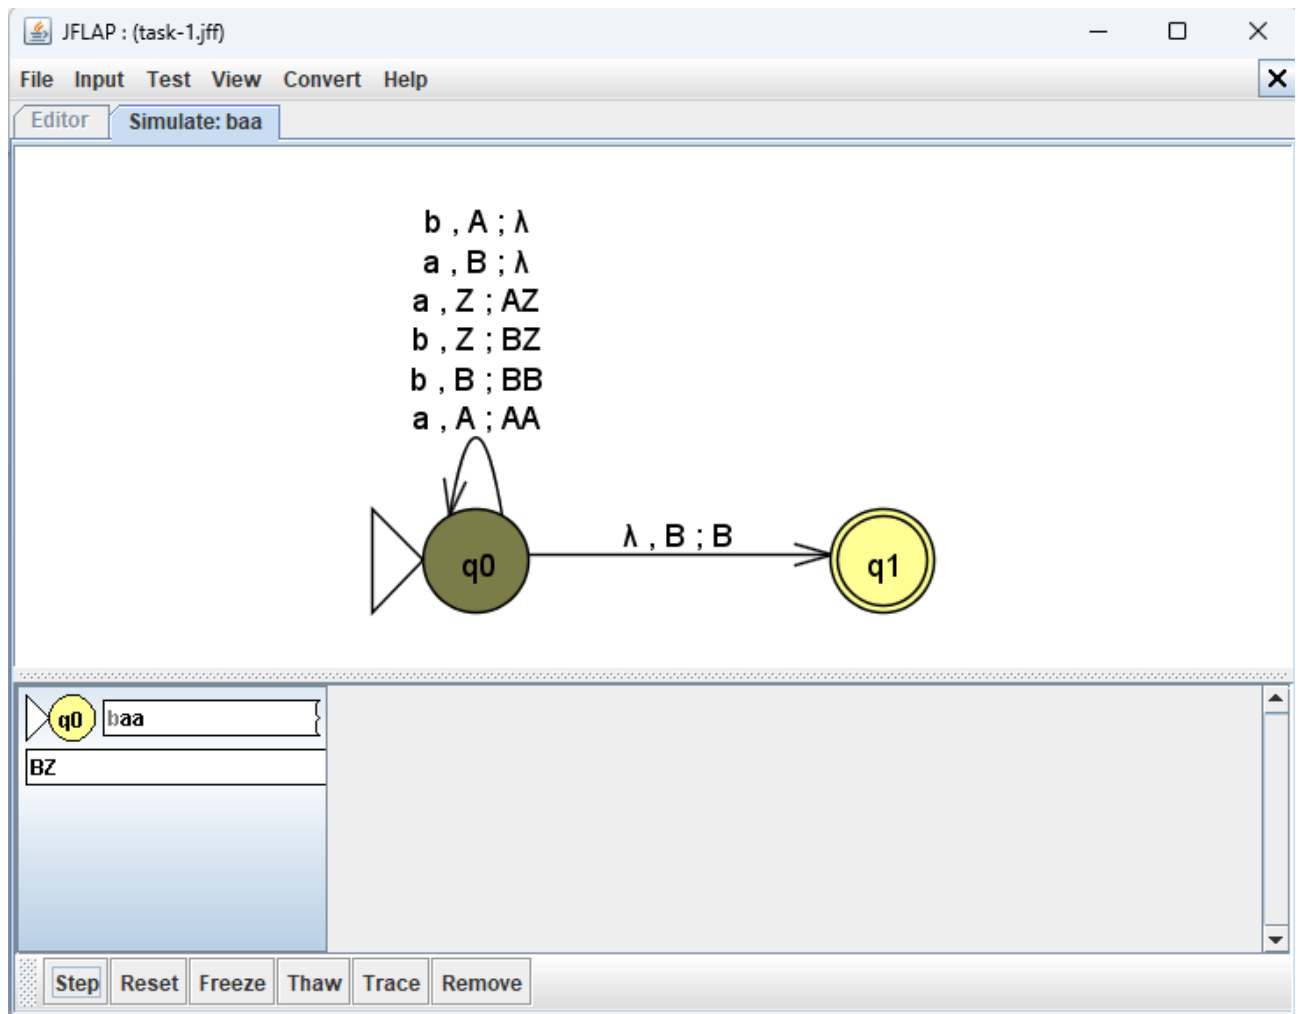 JFLAP : (task-1.jff)
File Input Test View Convert Help
Editor Simulate: baa
b , A ; λ
a , B ; λ
a , Z ; AZ
b , Z ; BZ
b , B ; BB
a , A ; AA
λ , B ; B
q0 q1
q0 baa
BZ
Step Reset Freeze Thaw Trace Remove